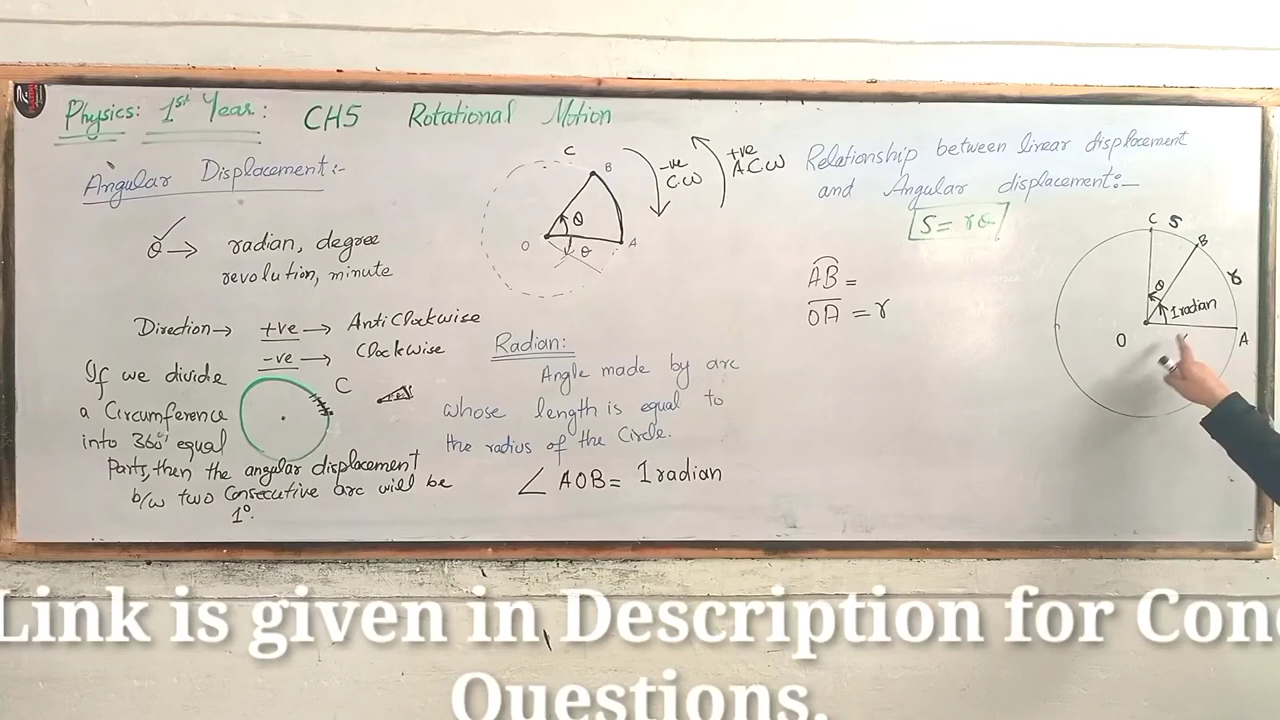 Physics: 1st Year: CH5 Rotational Motion
Angular Displacement:-
θ → radian, degree
revolution, minute
Direction → +ve → AntiClockwise
-ve → Clockwise
If we divide
a Circumference
into 360° equal
Parts, then the angular displacement
b/w two consecutive arc will be
1°.
C
C
B
θ
O
θ
A
-ve
C.W
+ve
A C.W
Radian:
Angle made by arc
whose length is equal to
the radius of the Circle.
∠ AOB = 1 radian
Relationship between linear displacement
and Angular displacement:-
S = rθ
AB =
OA = r
C S
B
r
θ
1 radian
O
A
Link is given in Description for Con
Questions.